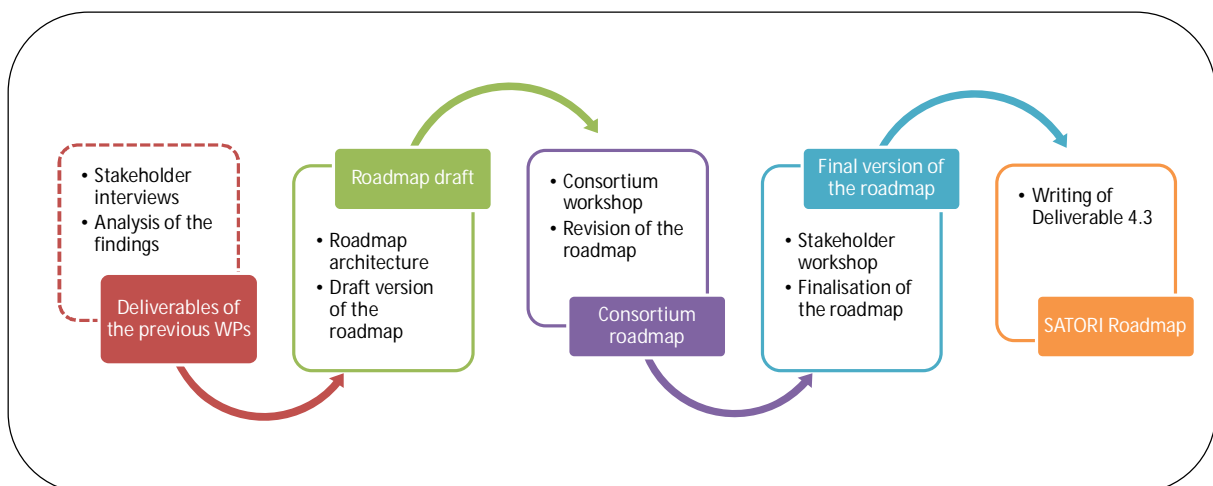 • Stakeholder
interviews
• Analysis of the
findings
Deliverables of
the previous WPs
Roadmap draft
• Roadmap
architecture
• Draft version
of the
roadmap
• Consortium
workshop
• Revision of the
roadmap
Consortium
roadmap
Final version of
the roadmap
• Stakeholder
workshop
• Finalisation of
the roadmap
• Writing of
Deliverable 4.3
SATORI Roadmap